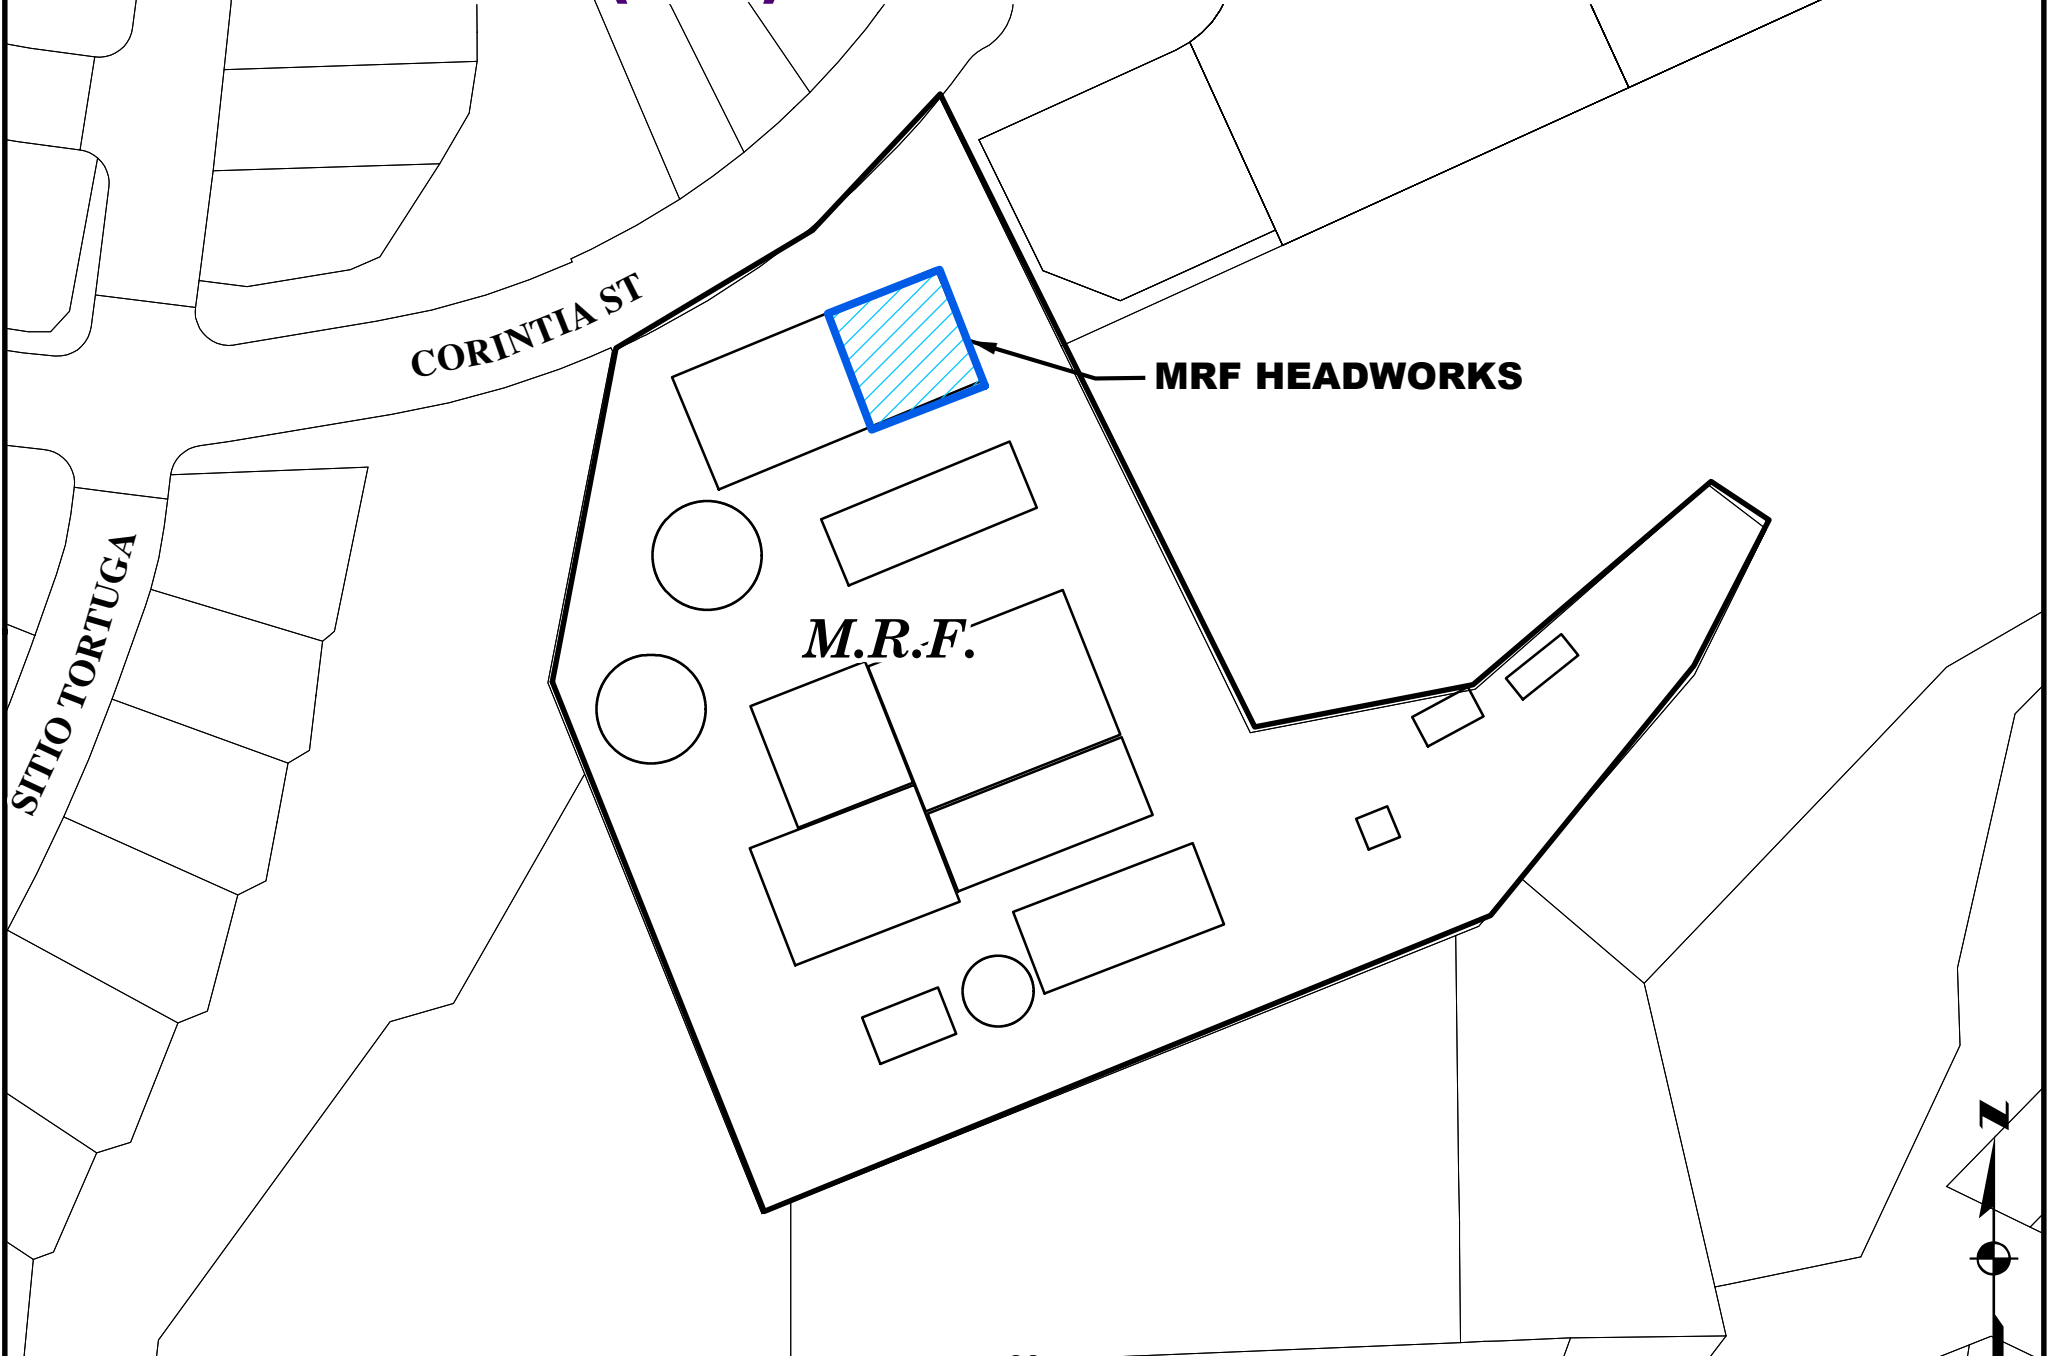 CORINTIA ST
MRF HEADWORKS
SITIO TORTUGA
M.R.F.
Z